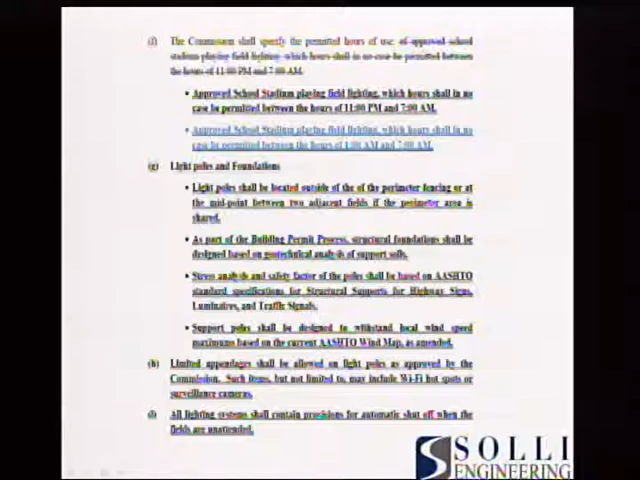 (f) The Commission shall specify the permitted hours of use of approved school
stadium playing field lighting, which hours shall in no case be permitted between
the hours of 11:00 PM and 7:00 AM.
• Approved School Stadium playing field lighting, which hours shall in no
case be permitted between the hours of 11:00 PM and 7:00 AM.
• Approved School Stadium playing field lighting, which hours shall in no
case be permitted between the hours of 1:00 AM and 7:00 AM.
(g) Light poles and Foundations
• Light poles shall be located outside of the of the perimeter fencing or at
the mid-point between two adjacent fields if the perimeter area is
shared.
• As part of the Building Permit Process, structural foundations shall be
designed based on geotechnical analysis of support soils.
• Stress analysis and safety factor of the poles shall be based on AASHTO
standard specifications for Structural Supports for Highway Signs,
Luminaires, and Traffic Signals.
• Support poles shall be designed to withstand local wind speed
maximums based on the current AASHTO Wind Map, as amended.
(h) Limited appendages shall be allowed on light poles as approved by the
Commission. Such items, but not limited to, may include Wi-Fi hot spots or
surveillance cameras.
(i) All lighting systems shall contain provisions for automatic shut off when the
fields are unattended.
SOLLI
ENGINEERING